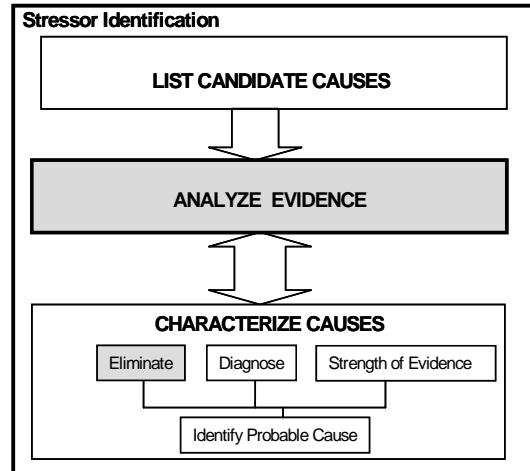 Stressor Identification
LIST CANDIDATE CAUSES
ANALYZE EVIDENCE
CHARACTERIZE CAUSES
Eliminate
Diagnose
Strength of Evidence
Identify Probable Cause